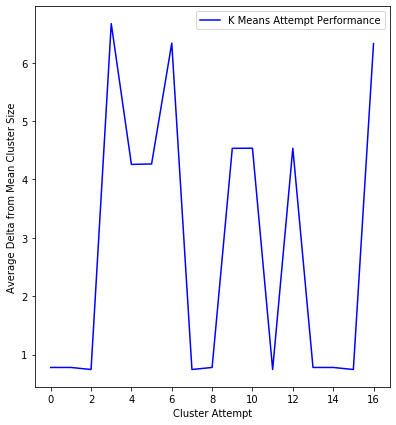 K Means Attempt Performance
6
5
4
3
2
1
Average Delta from Mean Cluster Size
0 2 4 6 8 10 12 14 16
Cluster Attempt